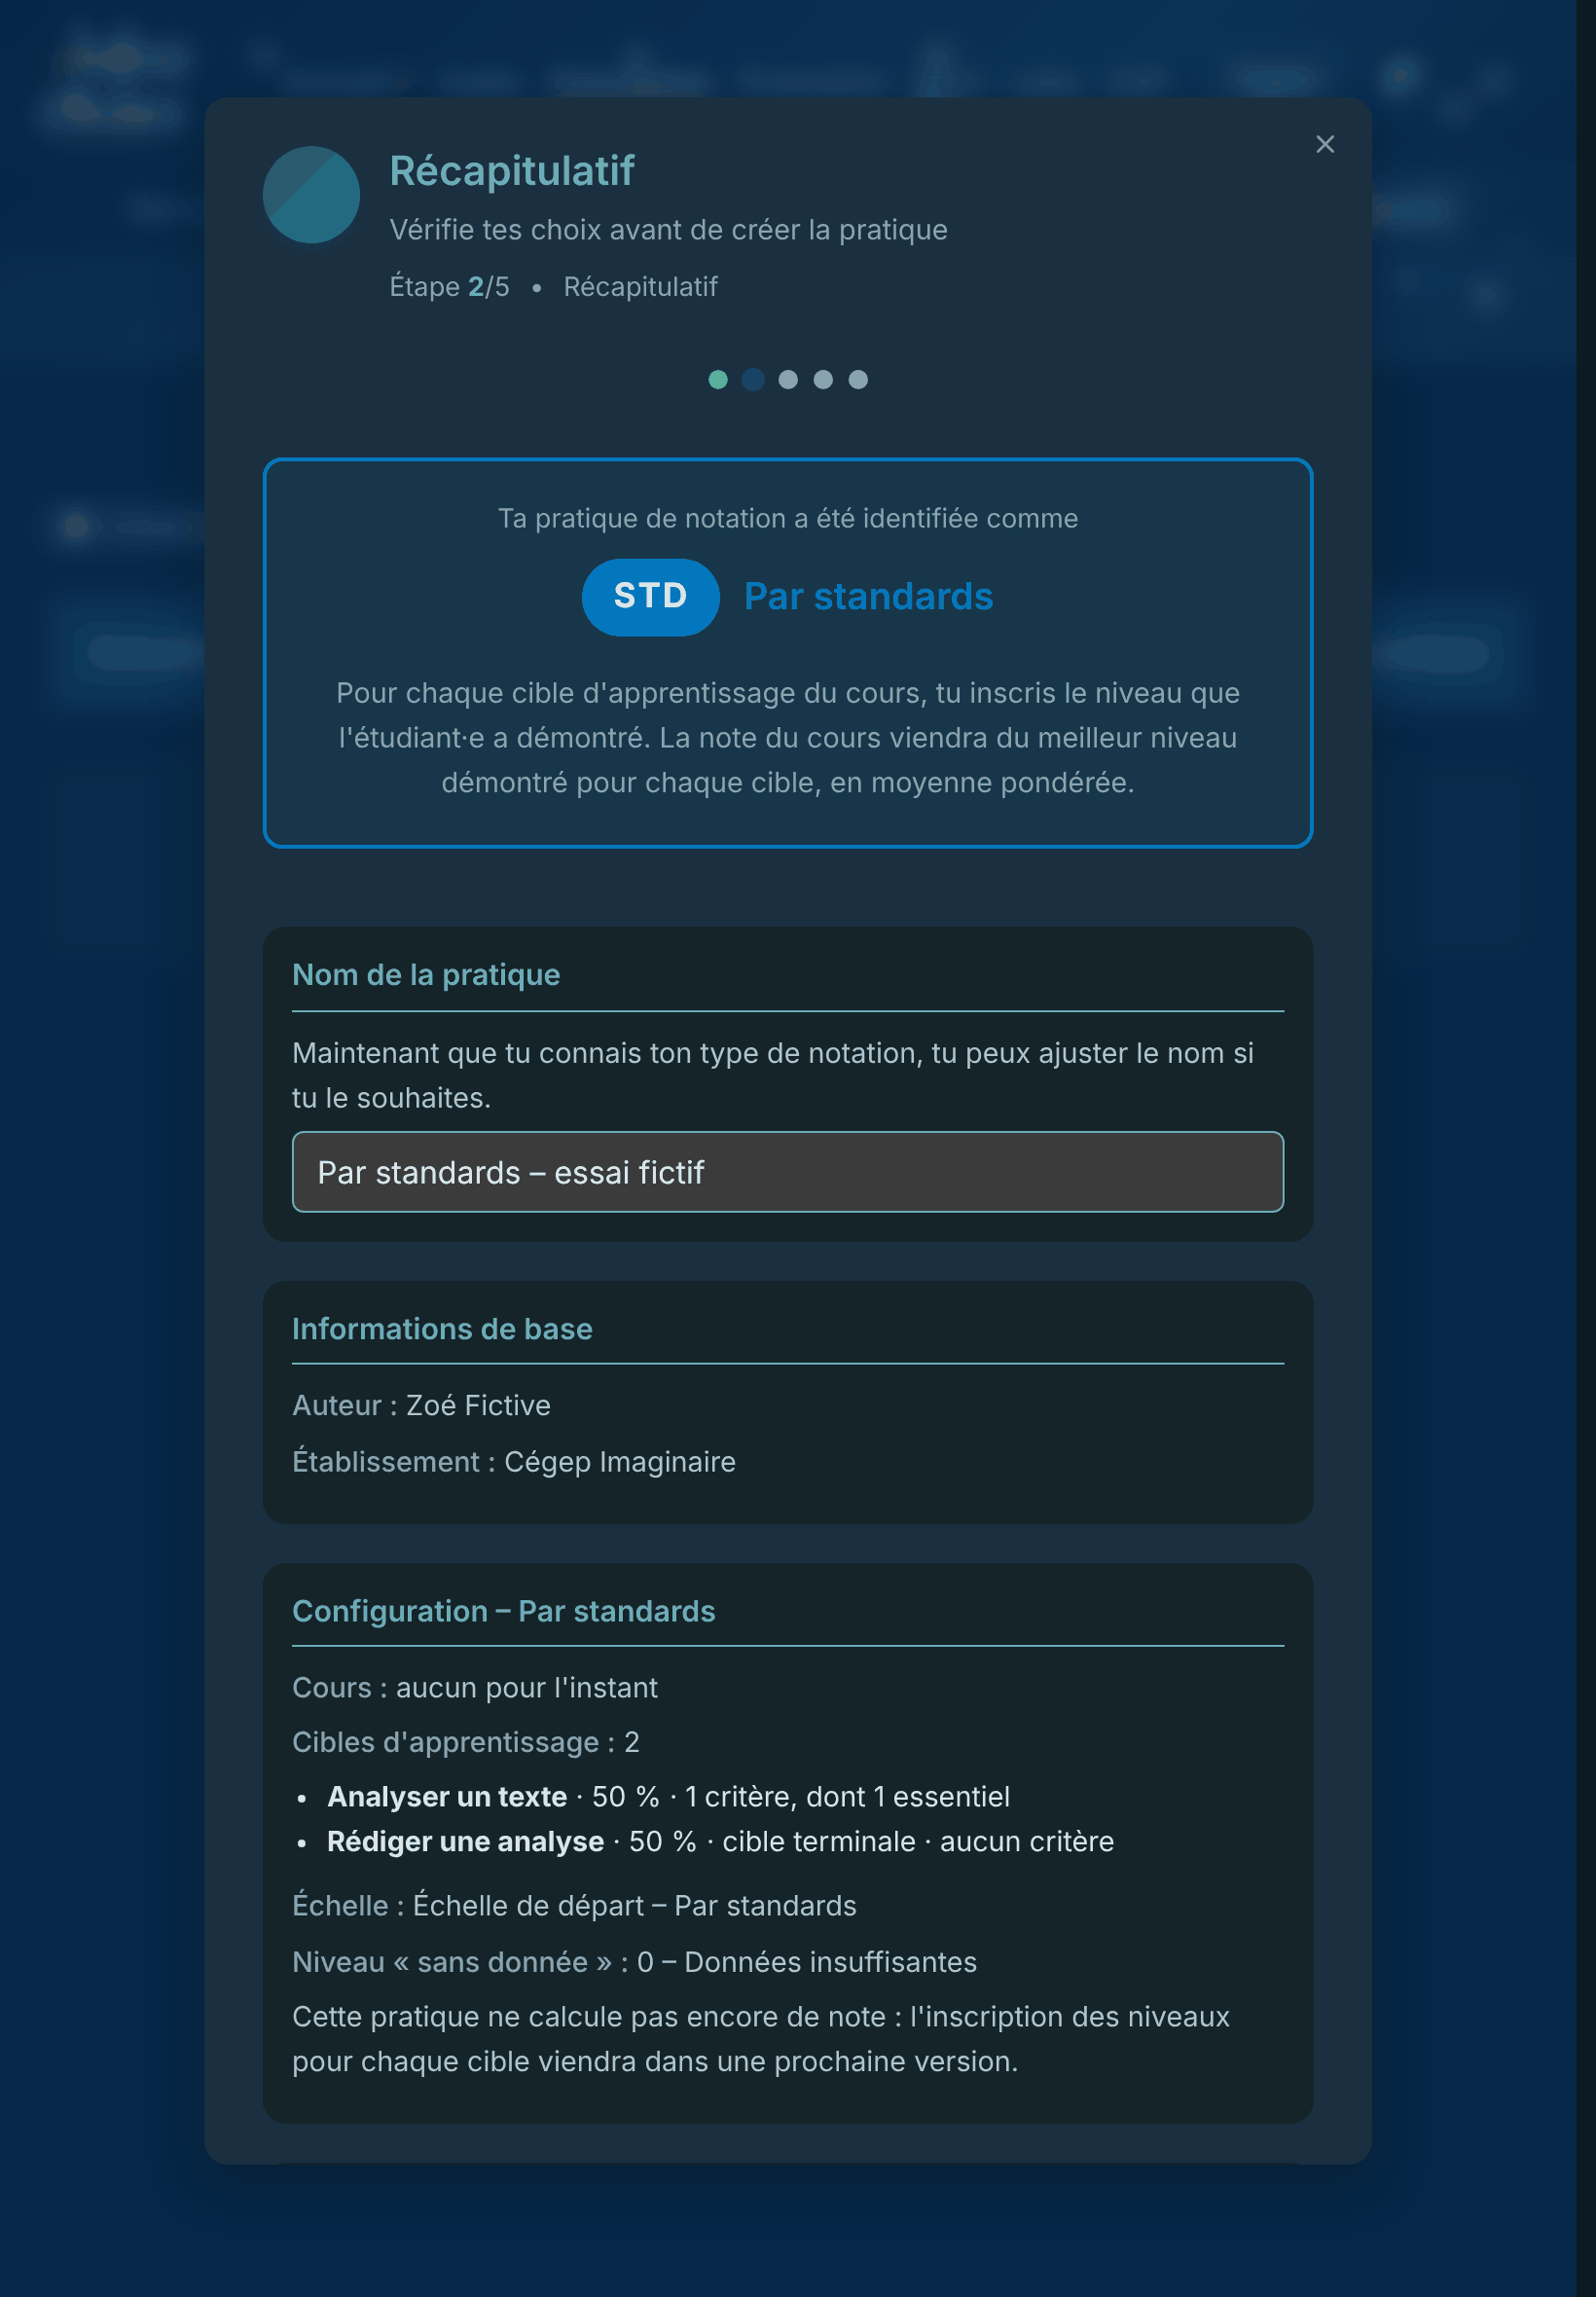 Récapitulatif
Vérifie tes choix avant de créer la pratique
Étape 2/5 • Récapitulatif
Ta pratique de notation a été identifiée comme
STD Par standards
Pour chaque cible d'apprentissage du cours, tu inscris le niveau que
l'étudiant·e a démontré. La note du cours viendra du meilleur niveau
démontré pour chaque cible, en moyenne pondérée.
Nom de la pratique
Maintenant que tu connais ton type de notation, tu peux ajuster le nom si
tu le souhaites.
Par standards – essai fictif
Informations de base
Auteur : Zoé Fictive
Établissement : Cégep Imaginaire
Configuration – Par standards
Cours : aucun pour l'instant
Cibles d'apprentissage : 2
• Analyser un texte · 50 % · 1 critère, dont 1 essentiel
• Rédiger une analyse · 50 % · cible terminale · aucun critère
Échelle : Échelle de départ – Par standards
Niveau « sans donnée » : 0 – Données insuffisantes
Cette pratique ne calcule pas encore de note : l'inscription des niveaux
pour chaque cible viendra dans une prochaine version.